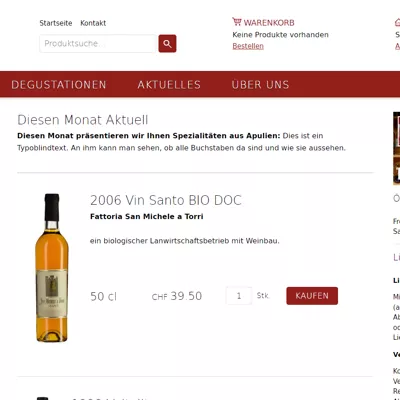 Startseite Kontakt
Produktsuche...
WARENKORB
Keine Produkte vorhanden
Bestellen
DEGUSTATIONEN AKTUELLES ÜBER UNS
Diesen Monat Aktuell
Diesen Monat präsentieren wir Ihnen Spezialitäten aus Apulien: Dies ist ein
Typoblindtext. An ihm kann man sehen, ob alle Buchstaben da sind und wie sie aussehen.
2006 Vin Santo BIO DOC
Fattoria San Michele a Torri
ein biologischer Lanwirtschaftsbetrieb mit Weinbau.
50 cl CHF 39 50 1 Stk. KAUFEN